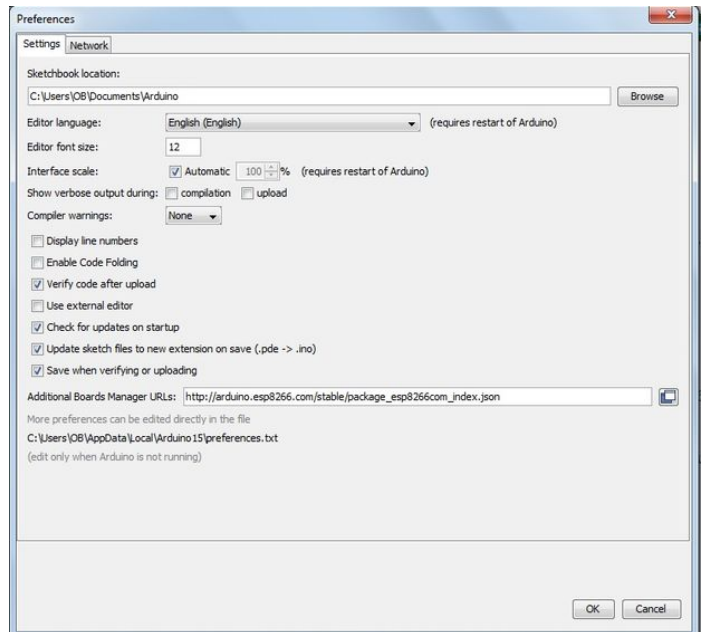 Preferences
Settings Network
Sketchbook location:
C:\Users\OB\Documents\Arduino Browse
Editor language: English (English) (requires restart of Arduino)
Editor font size: 12
Interface scale: Automatic 100 % (requires restart of Arduino)
Show verbose output during: compilation upload
Compiler warnings: None
Display line numbers
Enable Code Folding
Verify code after upload
Use external editor
Check for updates on startup
Update sketch files to new extension on save (.pde -> .ino)
Save when verifying or uploading
Additional Boards Manager URLs: http://arduino.esp8266.com/stable/package_esp8266com_index.json
More preferences can be edited directly in the file
C:\Users\OB\AppData\Local\Arduino15\preferences.txt
(edit only when Arduino is not running)
OK Cancel